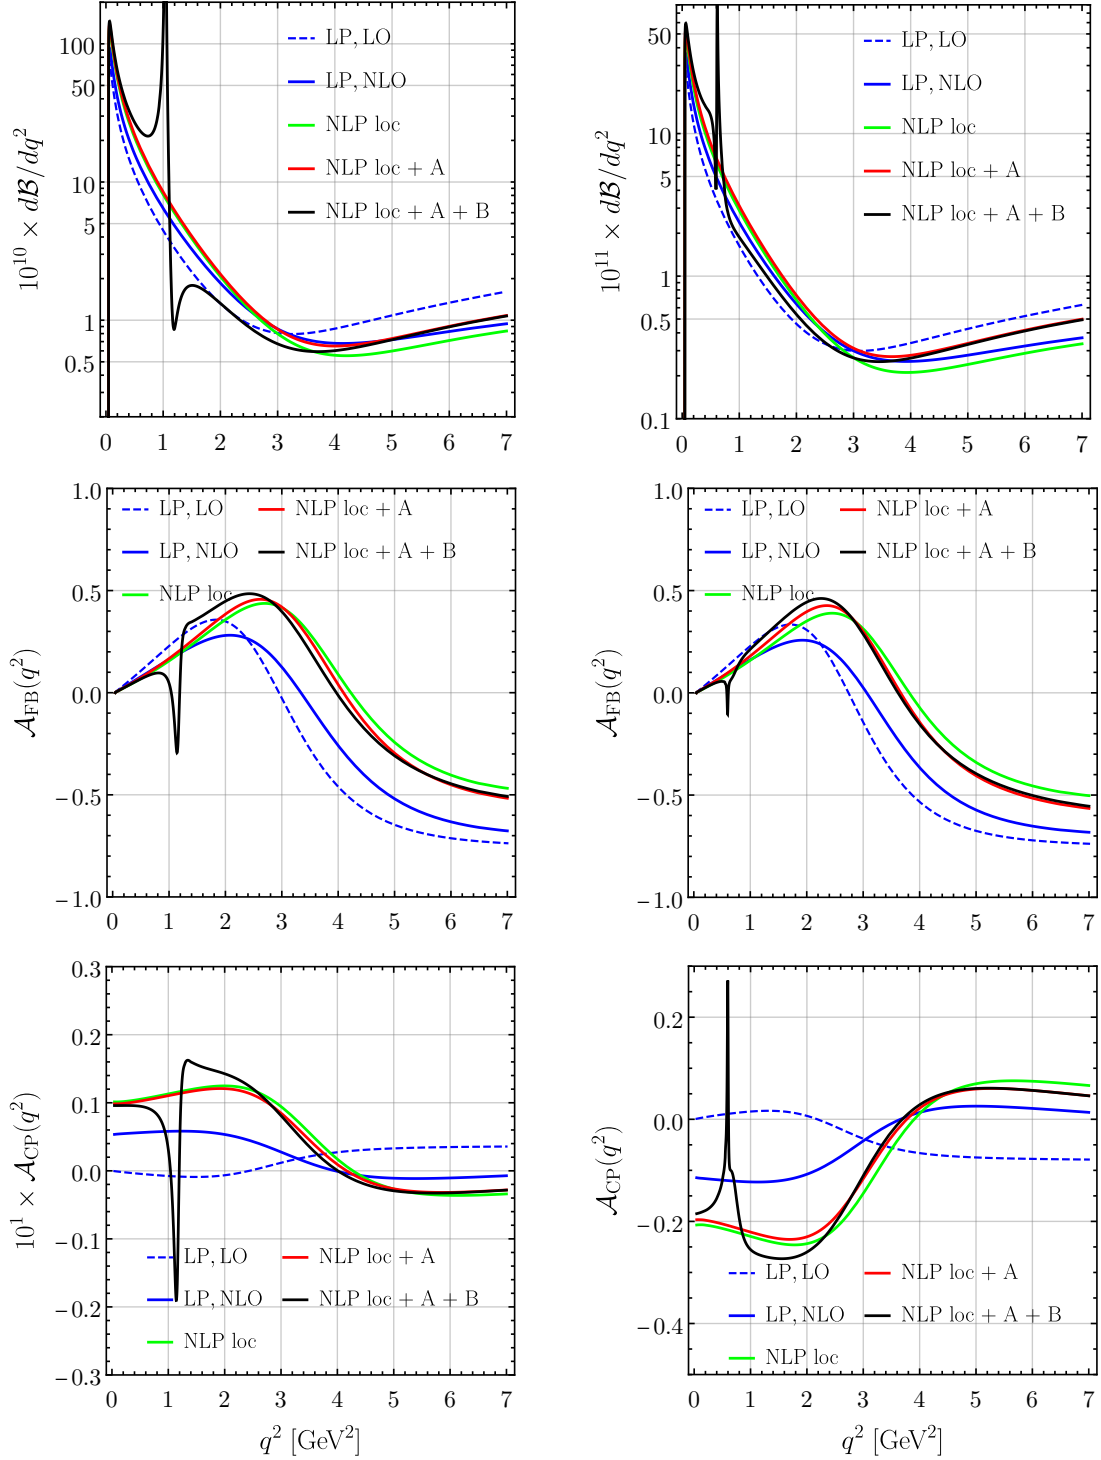 10^{10} × dB/dq^2
100
50
10
5
1
0.5
LP, LO
LP, NLO
NLP loc
NLP loc + A
NLP loc + A + B
0 1 2 3 4 5 6 7
10^{11} × dB/dq^2
50
10
5
1
0.5
0.1
LP, LO
LP, NLO
NLP loc
NLP loc + A
NLP loc + A + B
0 1 2 3 4 5 6 7
A_{FB}(q^2)
1.0
0.5
0.0
−0.5
−1.0
LP, LO NLP loc + A
LP, NLO NLP loc + A + B
NLP loc
0 1 2 3 4 5 6 7
A_{FB}(q^2)
1.0
0.5
0.0
−0.5
−1.0
LP, LO NLP loc + A
LP, NLO NLP loc + A + B
NLP loc
0 1 2 3 4 5 6 7
10^1 × A_{CP}(q^2)
0.3
0.2
0.1
0.0
−0.1
−0.2
−0.3
LP, LO NLP loc + A
LP, NLO NLP loc + A + B
NLP loc
0 1 2 3 4 5 6 7
q^2 [GeV^2]
A_{CP}(q^2)
0.2
0.0
−0.2
−0.4
LP, LO NLP loc + A
LP, NLO NLP loc + A + B
NLP loc
0 1 2 3 4 5 6 7
q^2 [GeV^2]